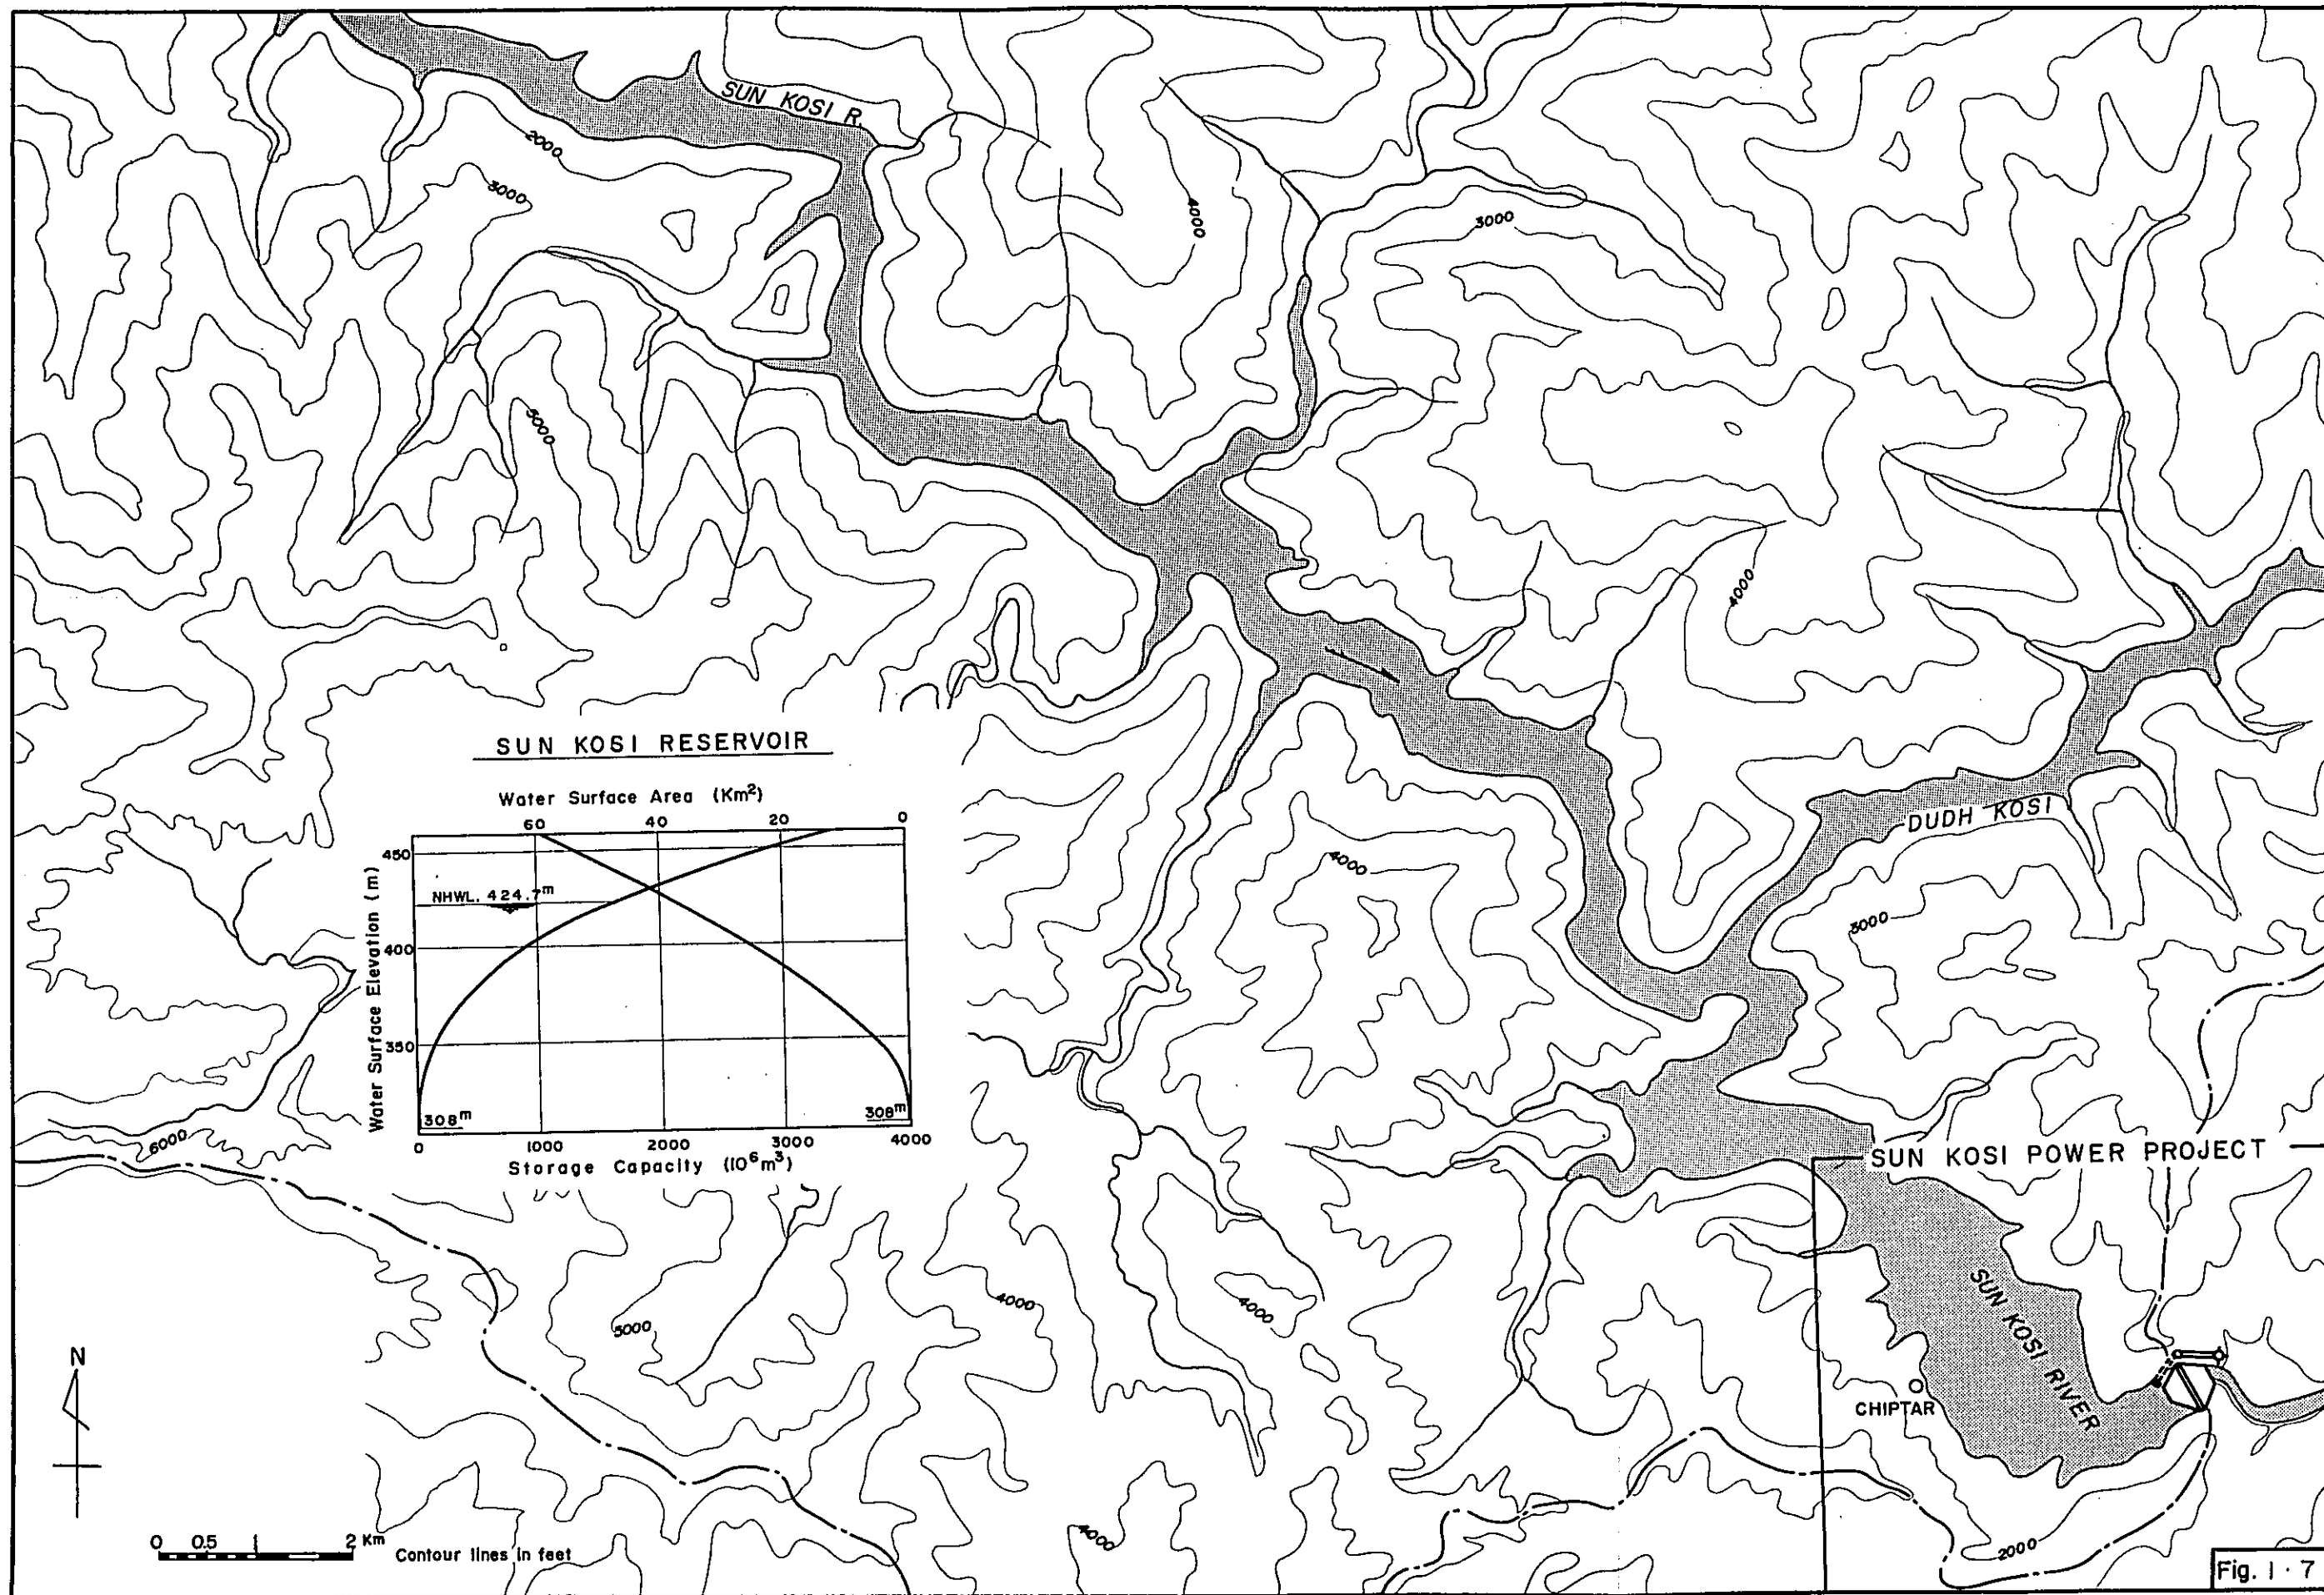 SUN KOSI R.
2000
3000
4000
3000
5000
4000
SUN KOSI RESERVOIR
Water Surface Area (Km²)
60 40 20 0
450
NHWL. 424.7m
400
350
Water Surface Elevation (m)
308m
308m
0 1000 2000 3000 4000
Storage Capacity (10⁶m³)
DUDH KOSI
4000
3000
6000
SUN KOSI POWER PROJECT
SUN KOSI RIVER
CHIPTAR
5000
4000
4000
4000
2000
N
0 0.5 1 2 Km
Contour lines in feet
Fig. 1·7